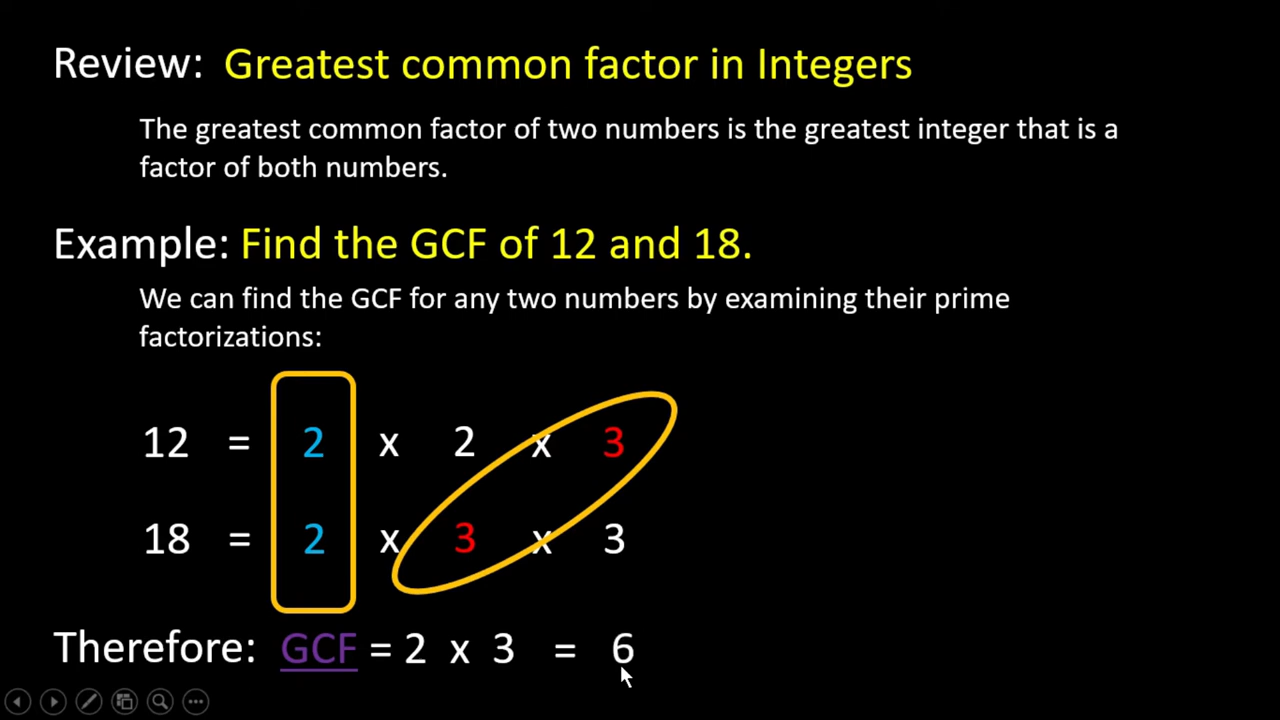 Review: Greatest common factor in Integers
The greatest common factor of two numbers is the greatest integer that is a
factor of both numbers.
Example: Find the GCF of 12 and 18.
We can find the GCF for any two numbers by examining their prime
factorizations:
12 = 2 x 2 x 3
18 = 2 x 3 x 3
Therefore: GCF = 2 x 3 = 6